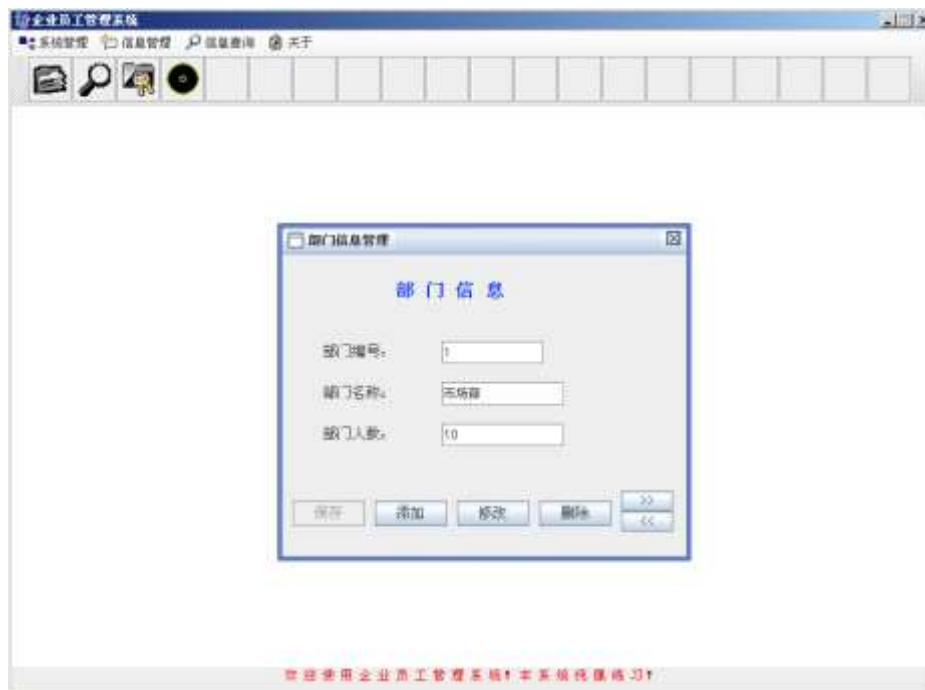 企业员工管理系统
系统管理 信息管理 信息查询 关于
部门信息管理
部 门 信 息
部门编号:
1
部门名称:
市场部
部门人数:
10
保存 添加 修改 删除 >>
<<
欢 迎 使 用 企 业 员 工 管 理 系 统! 本 系 统 纯 属 练 习!